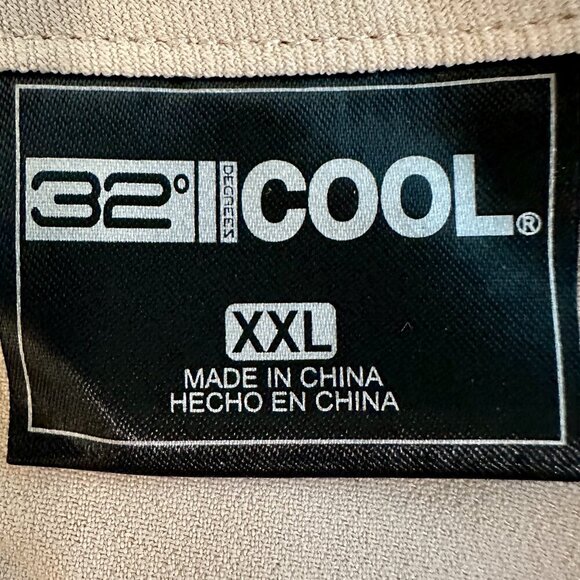 32° DEGREES COOL®
XXL
MADE IN CHINA
HECHO EN CHINA